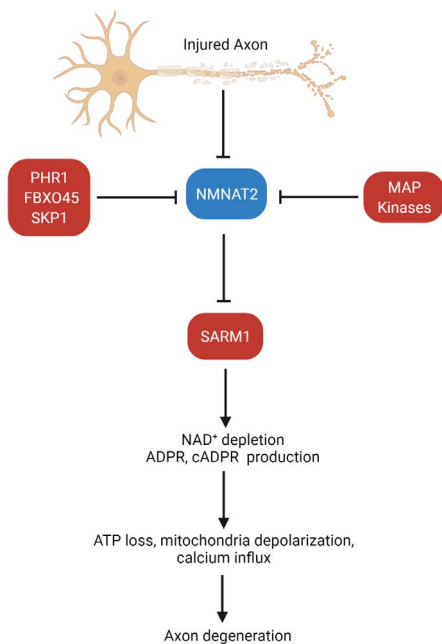 Injured Axon
PHR1
FBXO45
SKP1
NMNAT2
MAP
Kinases
SARM1
NAD⁺ depletion
ADPR, cADPR production
ATP loss, mitochondria depolarization,
calcium influx
Axon degeneration